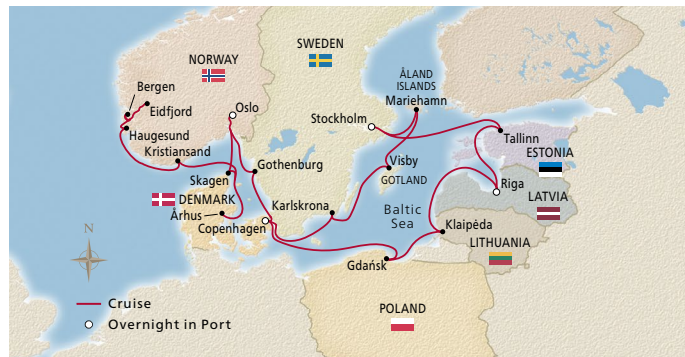 SWEDEN
NORWAY
ÅLAND
ISLANDS
Bergen
Mariehamn
Eidfjord
Oslo
Stockholm
Haugesund
Tallinn
Kristiansand
ESTONIA
Gothenburg
Visby
Skagen
GOTLAND
Riga
DENMARK
LATVIA
Karlskrona
Århus
Baltic
Sea
Copenhagen
Klaipėda
LITHUANIA
N
Gdańsk
Cruise
POLAND
Overnight in Port